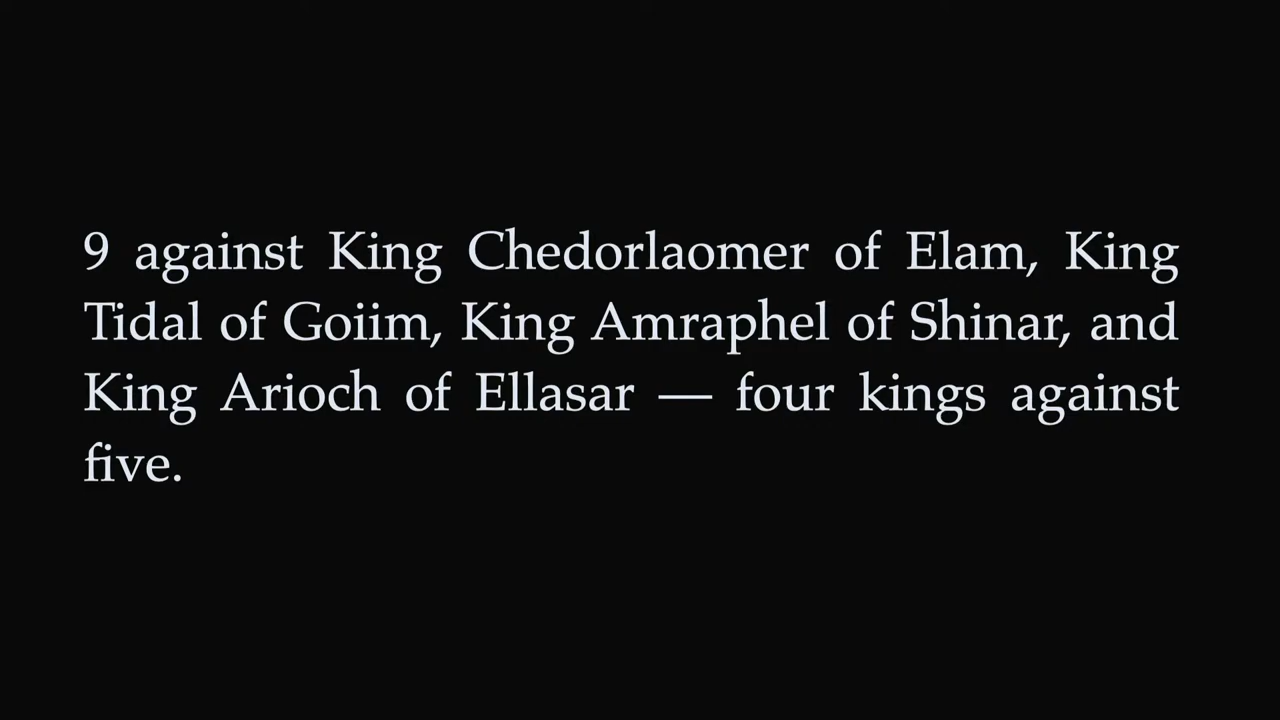 9 against King Chedorlaomer of Elam, King
Tidal of Goiim, King Amraphel of Shinar, and
King Arioch of Ellasar — four kings against
five.